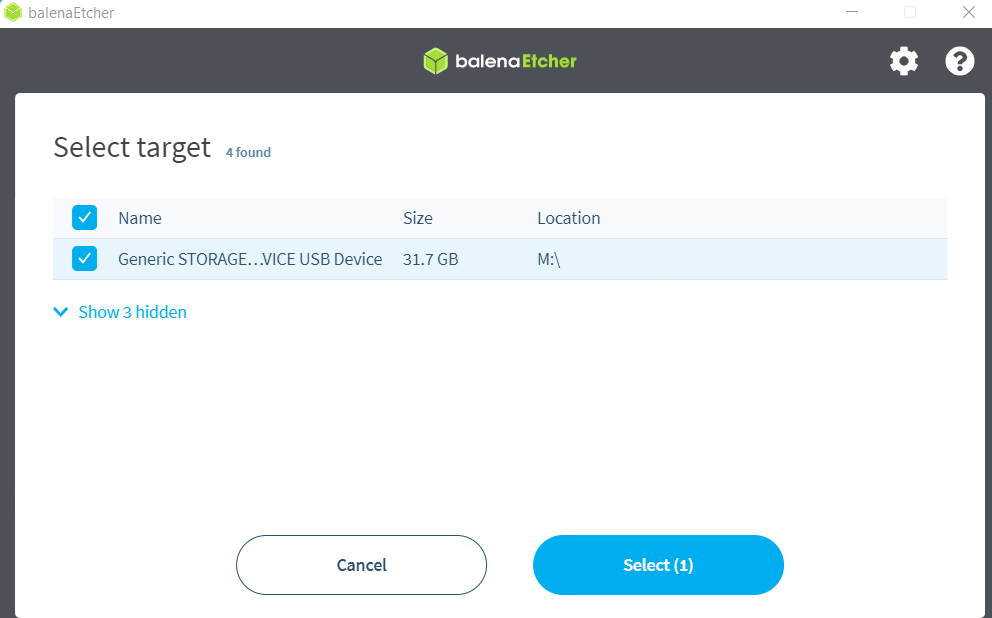 balenaEtcher
balenaEtcher
Select target 4 found
Name Size Location
Generic STORAGE…VICE USB Device 31.7 GB M:\
Show 3 hidden
Cancel Select (1)